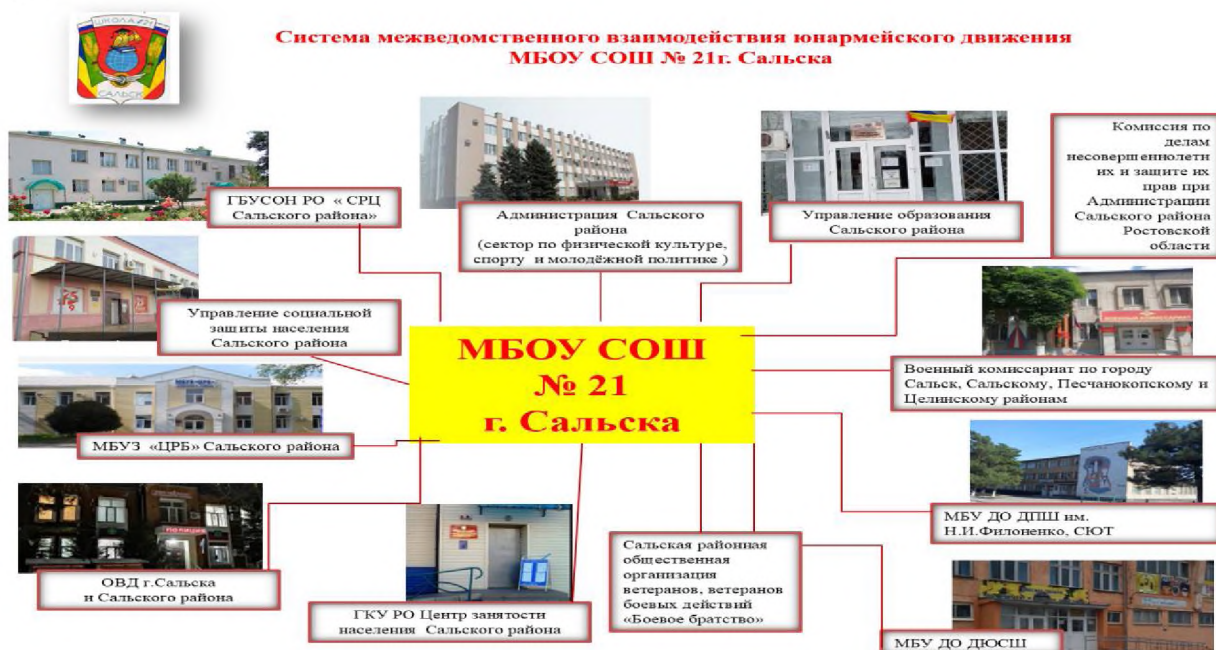 ШКОЛА №21
САЛЬСК
Система межведомственного взаимодействия юнармейского движения
МБОУ СОШ № 21г. Сальска
ГБУСОН РО « СРЦ
Сальского района»
Администрация Сальского
района
(сектор по физической культуре,
спорту и молодёжной политике )
Управление образования
Сальского района
Комиссия по
делам
несовершеннолетн
их и защите их
прав при
Администрации
Сальского района
Ростовской
области
Управление социальной
защиты населения
Сальского района
МБОУ СОШ
№ 21
г. Сальска
Военный комиссариат по городу
Сальск, Сальскому, Песчанокопскому и
Целинскому районам
МБУЗ «ЦРБ» Сальского района
МБУ ДО ДПШ им.
Н.И.Филоненко, СЮТ
ПОЛИЦИЯ
ОВД г.Сальска
и Сальского района
ГКУ РО Центр занятости
населения Сальского района
Сальская районная
общественная
организация
ветеранов, ветеранов
боевых действий
«Боевое братство»
МБУ ДО ДЮСШ